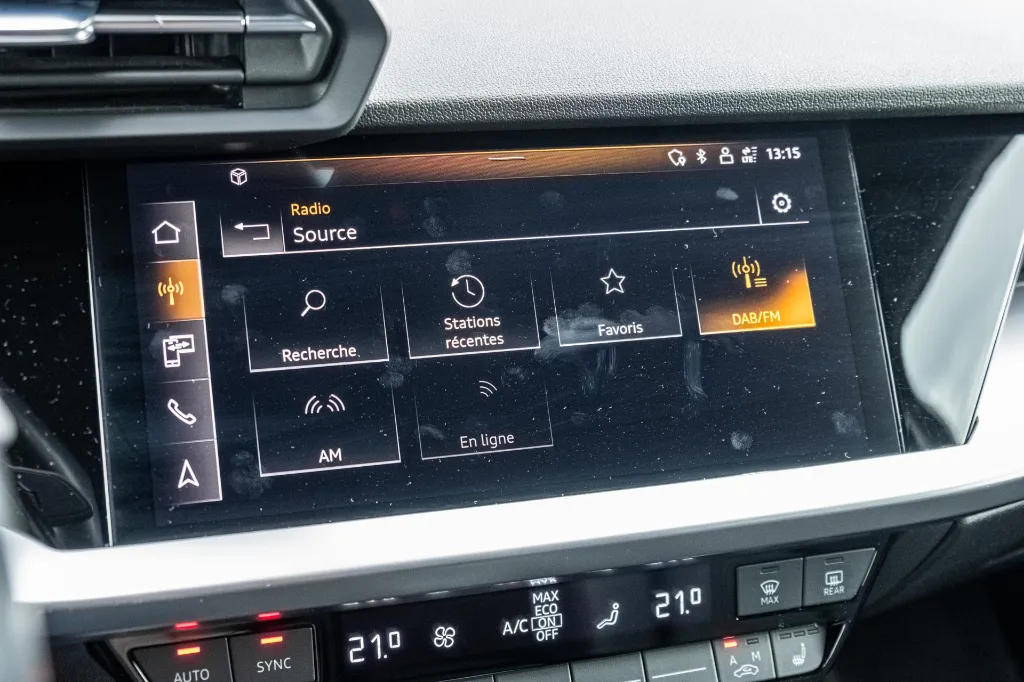 LTE 13:15
Radio
Source
Recherche
Stations
récentes
Favoris
DAB/FM
AM
En ligne
MAX
ECO
A/C ON
OFF
21.0
21.0
MAX
REAR
AUTO
SYNC
A M